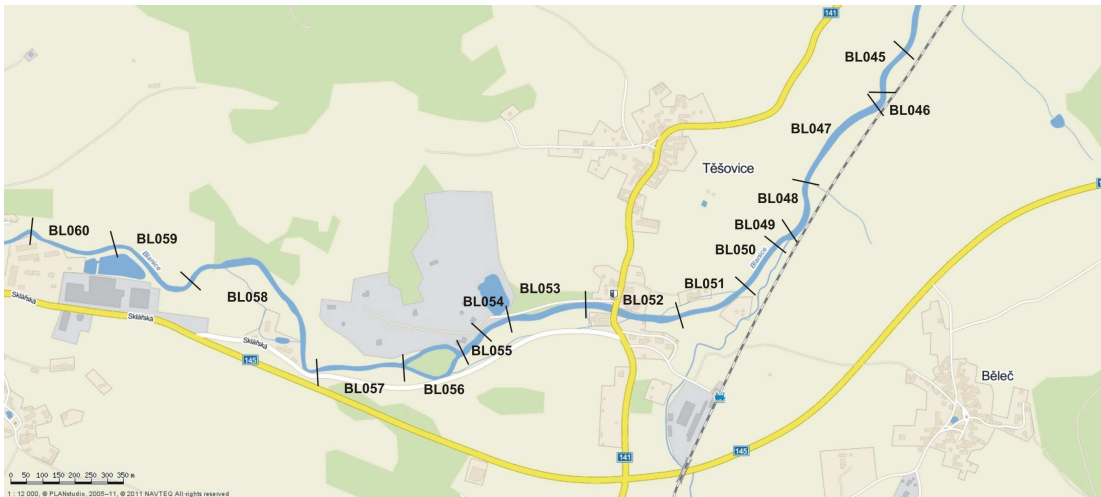 141
BL045
BL046
BL047
Těšovice
BL048
BL049
BL050
Blanice
BL051
BL052
BL053
BL054
BL055
BL056
BL057
BL058
BL059
BL060
Blanice
Sklářská
Sklářská
Sklářská
145
141
145
Běleč
0 50 100 150 200 250 300 350 m
1 : 12 000, © PLANstudio, 2005–11, © 2011 NAVTEQ All rights reserved